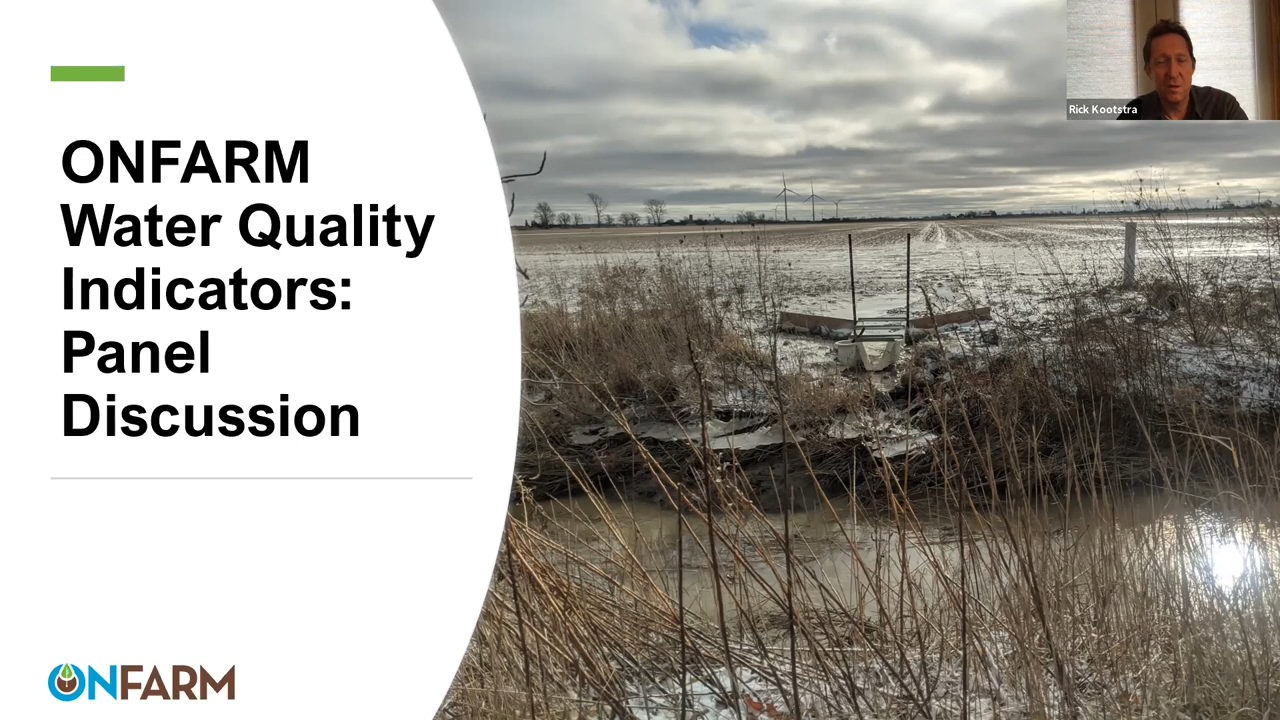 Rick Kootstra
ONFARM
Water Quality
Indicators:
Panel
Discussion
ONFARM